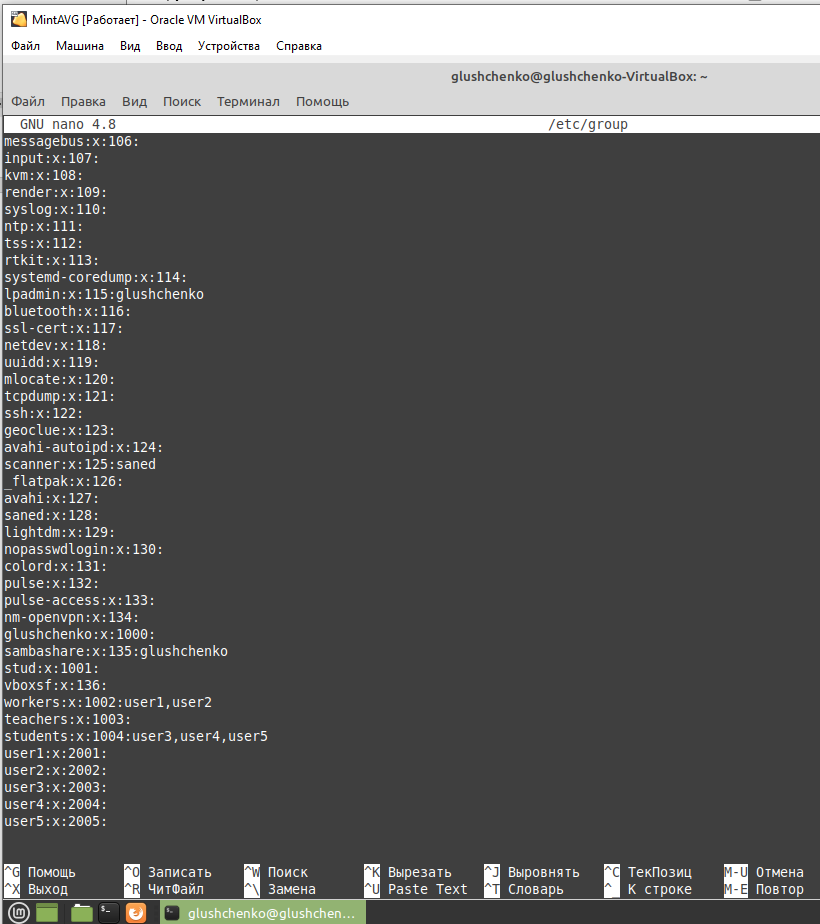 MintAVG [Работает] - Oracle VM VirtualBox
Файл Машина Вид Ввод Устройства Справка
glushchenko@glushchenko-VirtualBox: ~
Файл Правка Вид Поиск Терминал Помощь
GNU nano 4.8 /etc/group
messagebus:x:106:
input:x:107:
kvm:x:108:
render:x:109:
syslog:x:110:
ntp:x:111:
tss:x:112:
rtkit:x:113:
systemd-coredump:x:114:
lpadmin:x:115:glushchenko
bluetooth:x:116:
ssl-cert:x:117:
netdev:x:118:
uuidd:x:119:
mlocate:x:120:
tcpdump:x:121:
ssh:x:122:
geoclue:x:123:
avahi-autoipd:x:124:
scanner:x:125:saned
_flatpak:x:126:
avahi:x:127:
saned:x:128:
lightdm:x:129:
nopasswdlogin:x:130:
colord:x:131:
pulse:x:132:
pulse-access:x:133:
nm-openvpn:x:134:
glushchenko:x:1000:
sambashare:x:135:glushchenko
stud:x:1001:
vboxsf:x:136:
workers:x:1002:user1,user2
teachers:x:1003:
students:x:1004:user3,user4,user5
user1:x:2001:
user2:x:2002:
user3:x:2003:
user4:x:2004:
user5:x:2005:
^G Помощь ^O Записать ^W Поиск ^K Вырезать ^J Выровнять ^C ТекПозиц M-U Отмена
^X Выход ^R ЧитФайл ^\ Замена ^U Paste Text ^T Словарь ^_ К строке M-E Повтор
glushchenko@glushchen...